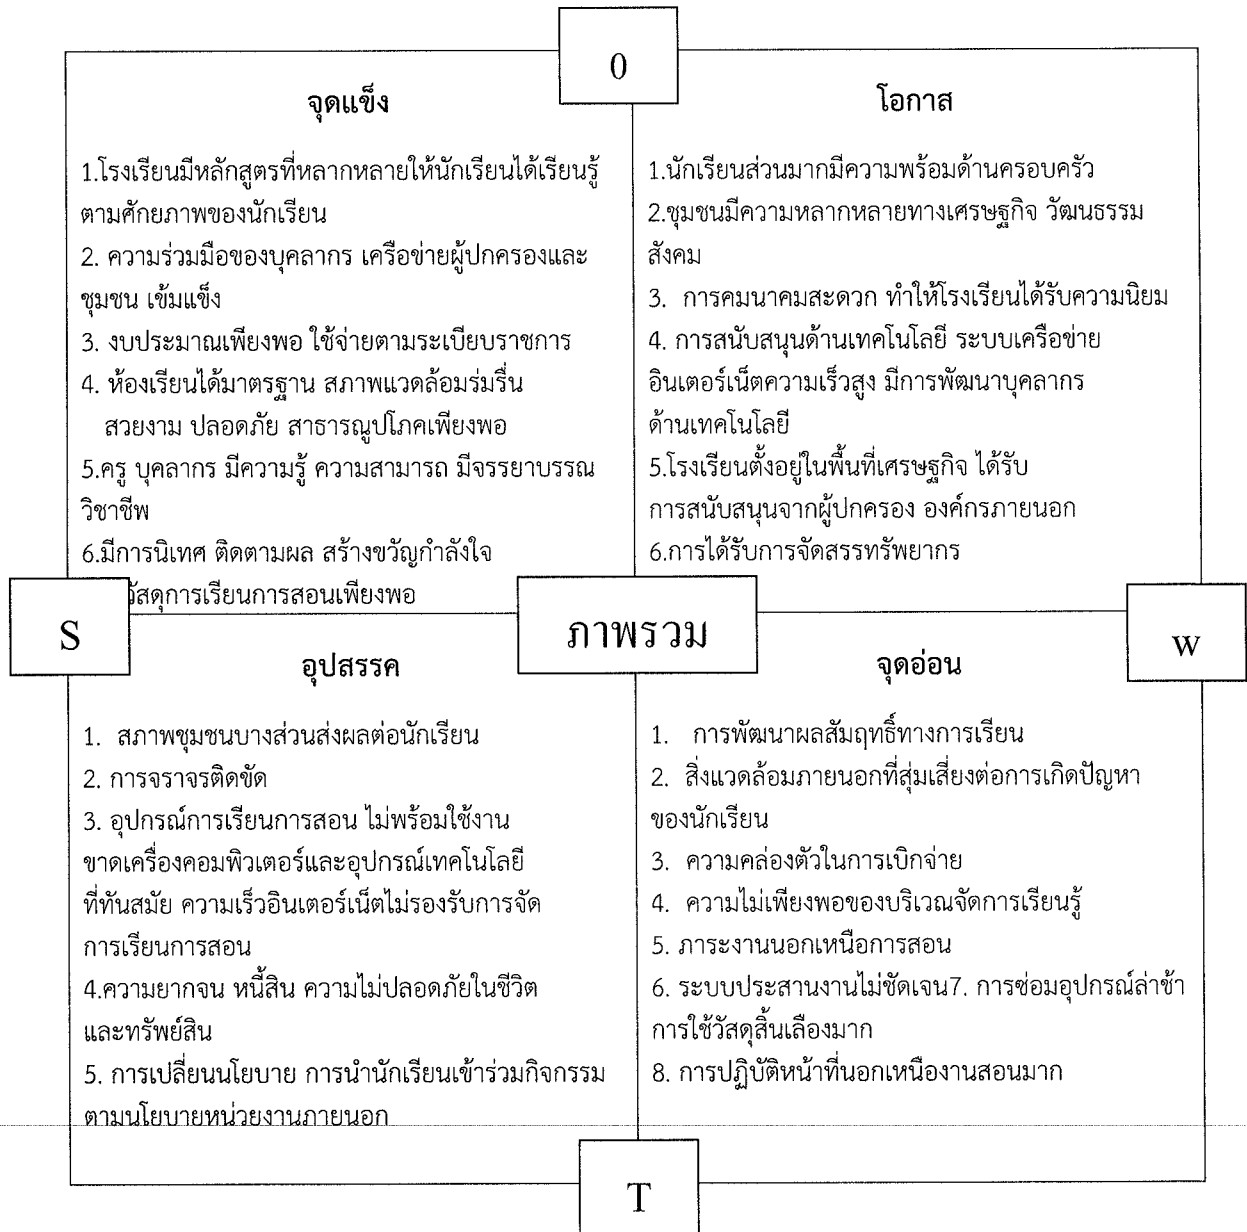 0
จุดแข็ง
1.โรงเรียนมีหลักสูตรที่หลากหลายให้นักเรียนได้เรียนรู้
ตามศักยภาพของนักเรียน
2. ความร่วมมือของบุคลากร เครือข่ายผู้ปกครองและ
ชุมชน เข้มแข็ง
3. งบประมาณเพียงพอ ใช้จ่ายตามระเบียบราชการ
4. ห้องเรียนได้มาตรฐาน สภาพแวดล้อมร่มรื่น
สวยงาม ปลอดภัย สาธารณูปโภคเพียงพอ
5.ครู บุคลากร มีความรู้ ความสามารถ มีจรรยาบรรณ
วิชาชีพ
6.มีการนิเทศ ติดตามผล สร้างขวัญกำลังใจ
วัสดุการเรียนการสอนเพียงพอ
โอกาส
1.นักเรียนส่วนมากมีความพร้อมด้านครอบครัว
2.ชุมชนมีความหลากหลายทางเศรษฐกิจ วัฒนธรรม
สังคม
3. การคมนาคมสะดวก ทำให้โรงเรียนได้รับความนิยม
4. การสนับสนุนด้านเทคโนโลยี ระบบเครือข่าย
อินเตอร์เน็ตความเร็วสูง มีการพัฒนาบุคลากร
ด้านเทคโนโลยี
5.โรงเรียนตั้งอยู่ในพื้นที่เศรษฐกิจ ได้รับ
การสนับสนุนจากผู้ปกครอง องค์กรภายนอก
6.การได้รับการจัดสรรทรัพยากร
S
ภาพรวม
w
อุปสรรค
1. สภาพชุมชนบางส่วนส่งผลต่อนักเรียน
2. การจราจรติดขัด
3. อุปกรณ์การเรียนการสอน ไม่พร้อมใช้งาน
ขาดเครื่องคอมพิวเตอร์และอุปกรณ์เทคโนโลยี
ที่ทันสมัย ความเร็วอินเตอร์เน็ตไม่รองรับการจัด
การเรียนการสอน
4.ความยากจน หนี้สิน ความไม่ปลอดภัยในชีวิต
และทรัพย์สิน
5. การเปลี่ยนนโยบาย การนำนักเรียนเข้าร่วมกิจกรรม
ตามนโยบายหน่วยงานภายนอก
จุดอ่อน
1. การพัฒนาผลสัมฤทธิ์ทางการเรียน
2. สิ่งแวดล้อมภายนอกที่สุ่มเสี่ยงต่อการเกิดปัญหา
ของนักเรียน
3. ความคล่องตัวในการเบิกจ่าย
4. ความไม่เพียงพอของบริเวณจัดการเรียนรู้
5. ภาระงานนอกเหนือการสอน
6. ระบบประสานงานไม่ชัดเจน7. การซ่อมอุปกรณ์ล่าช้า
การใช้วัสดุสิ้นเลืองมาก
8. การปฏิบัติหน้าที่นอกเหนืองานสอนมาก
T